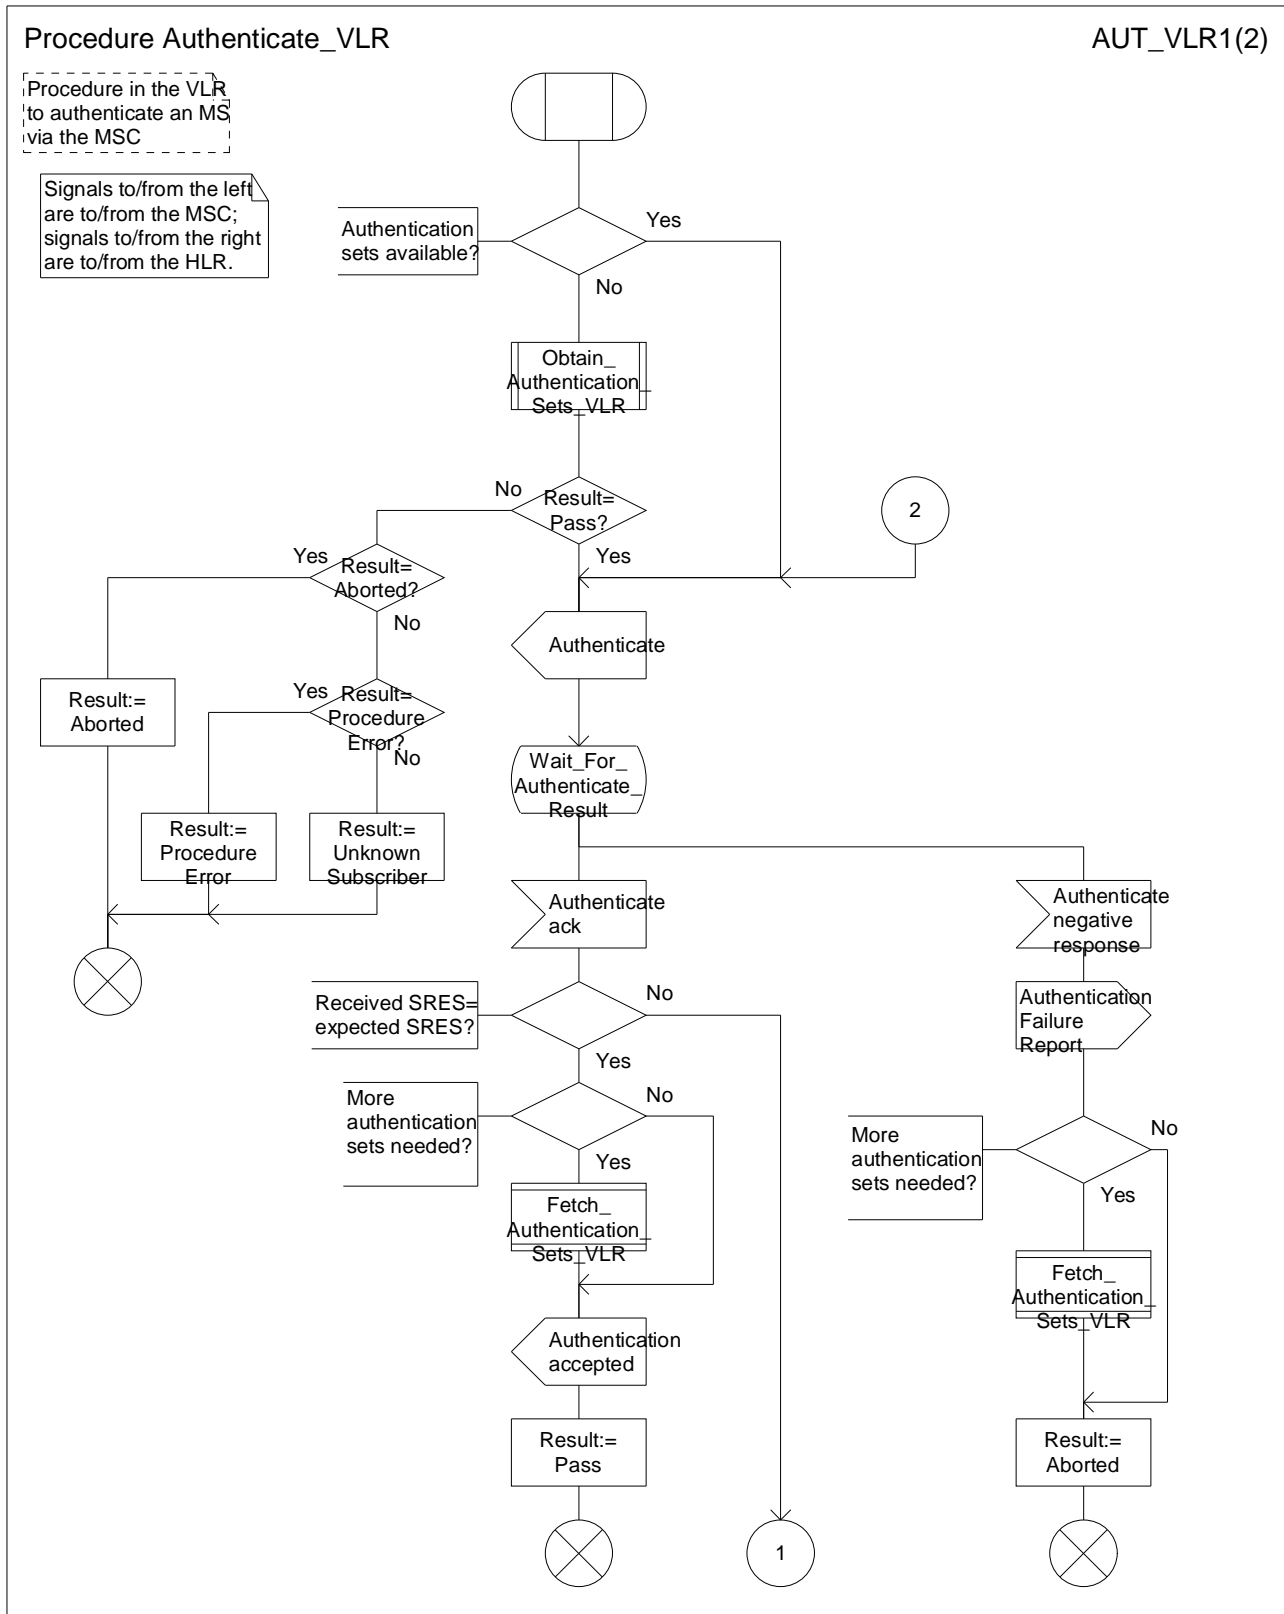 Procedure Authenticate_VLR
AUT_VLR1(2)
Procedure in the VLR
to authenticate an MS
via the MSC
Signals to/from the left
are to/from the MSC;
signals to/from the right
are to/from the HLR.
Authentication
sets available?
Yes
No
Obtain_
Authentication_
Sets_VLR
No
Result=
Pass?
Yes
2
Yes
Result=
Aborted?
No
Authenticate
Result:=
Aborted
Yes
Result=
Procedure
Error?
No
Wait_For_
Authenticate_
Result
Result:=
Procedure
Error
Result:=
Unknown
Subscriber
Authenticate
ack
Authenticate
negative
response
Received SRES=
expected SRES?
No
Yes
Authentication
Failure
Report
More
authentication
sets needed?
No
Yes
More
authentication
sets needed?
No
Yes
Fetch_
Authentication_
Sets_VLR
Fetch_
Authentication_
Sets_VLR
Authentication
accepted
Result:=
Pass
Result:=
Aborted
1